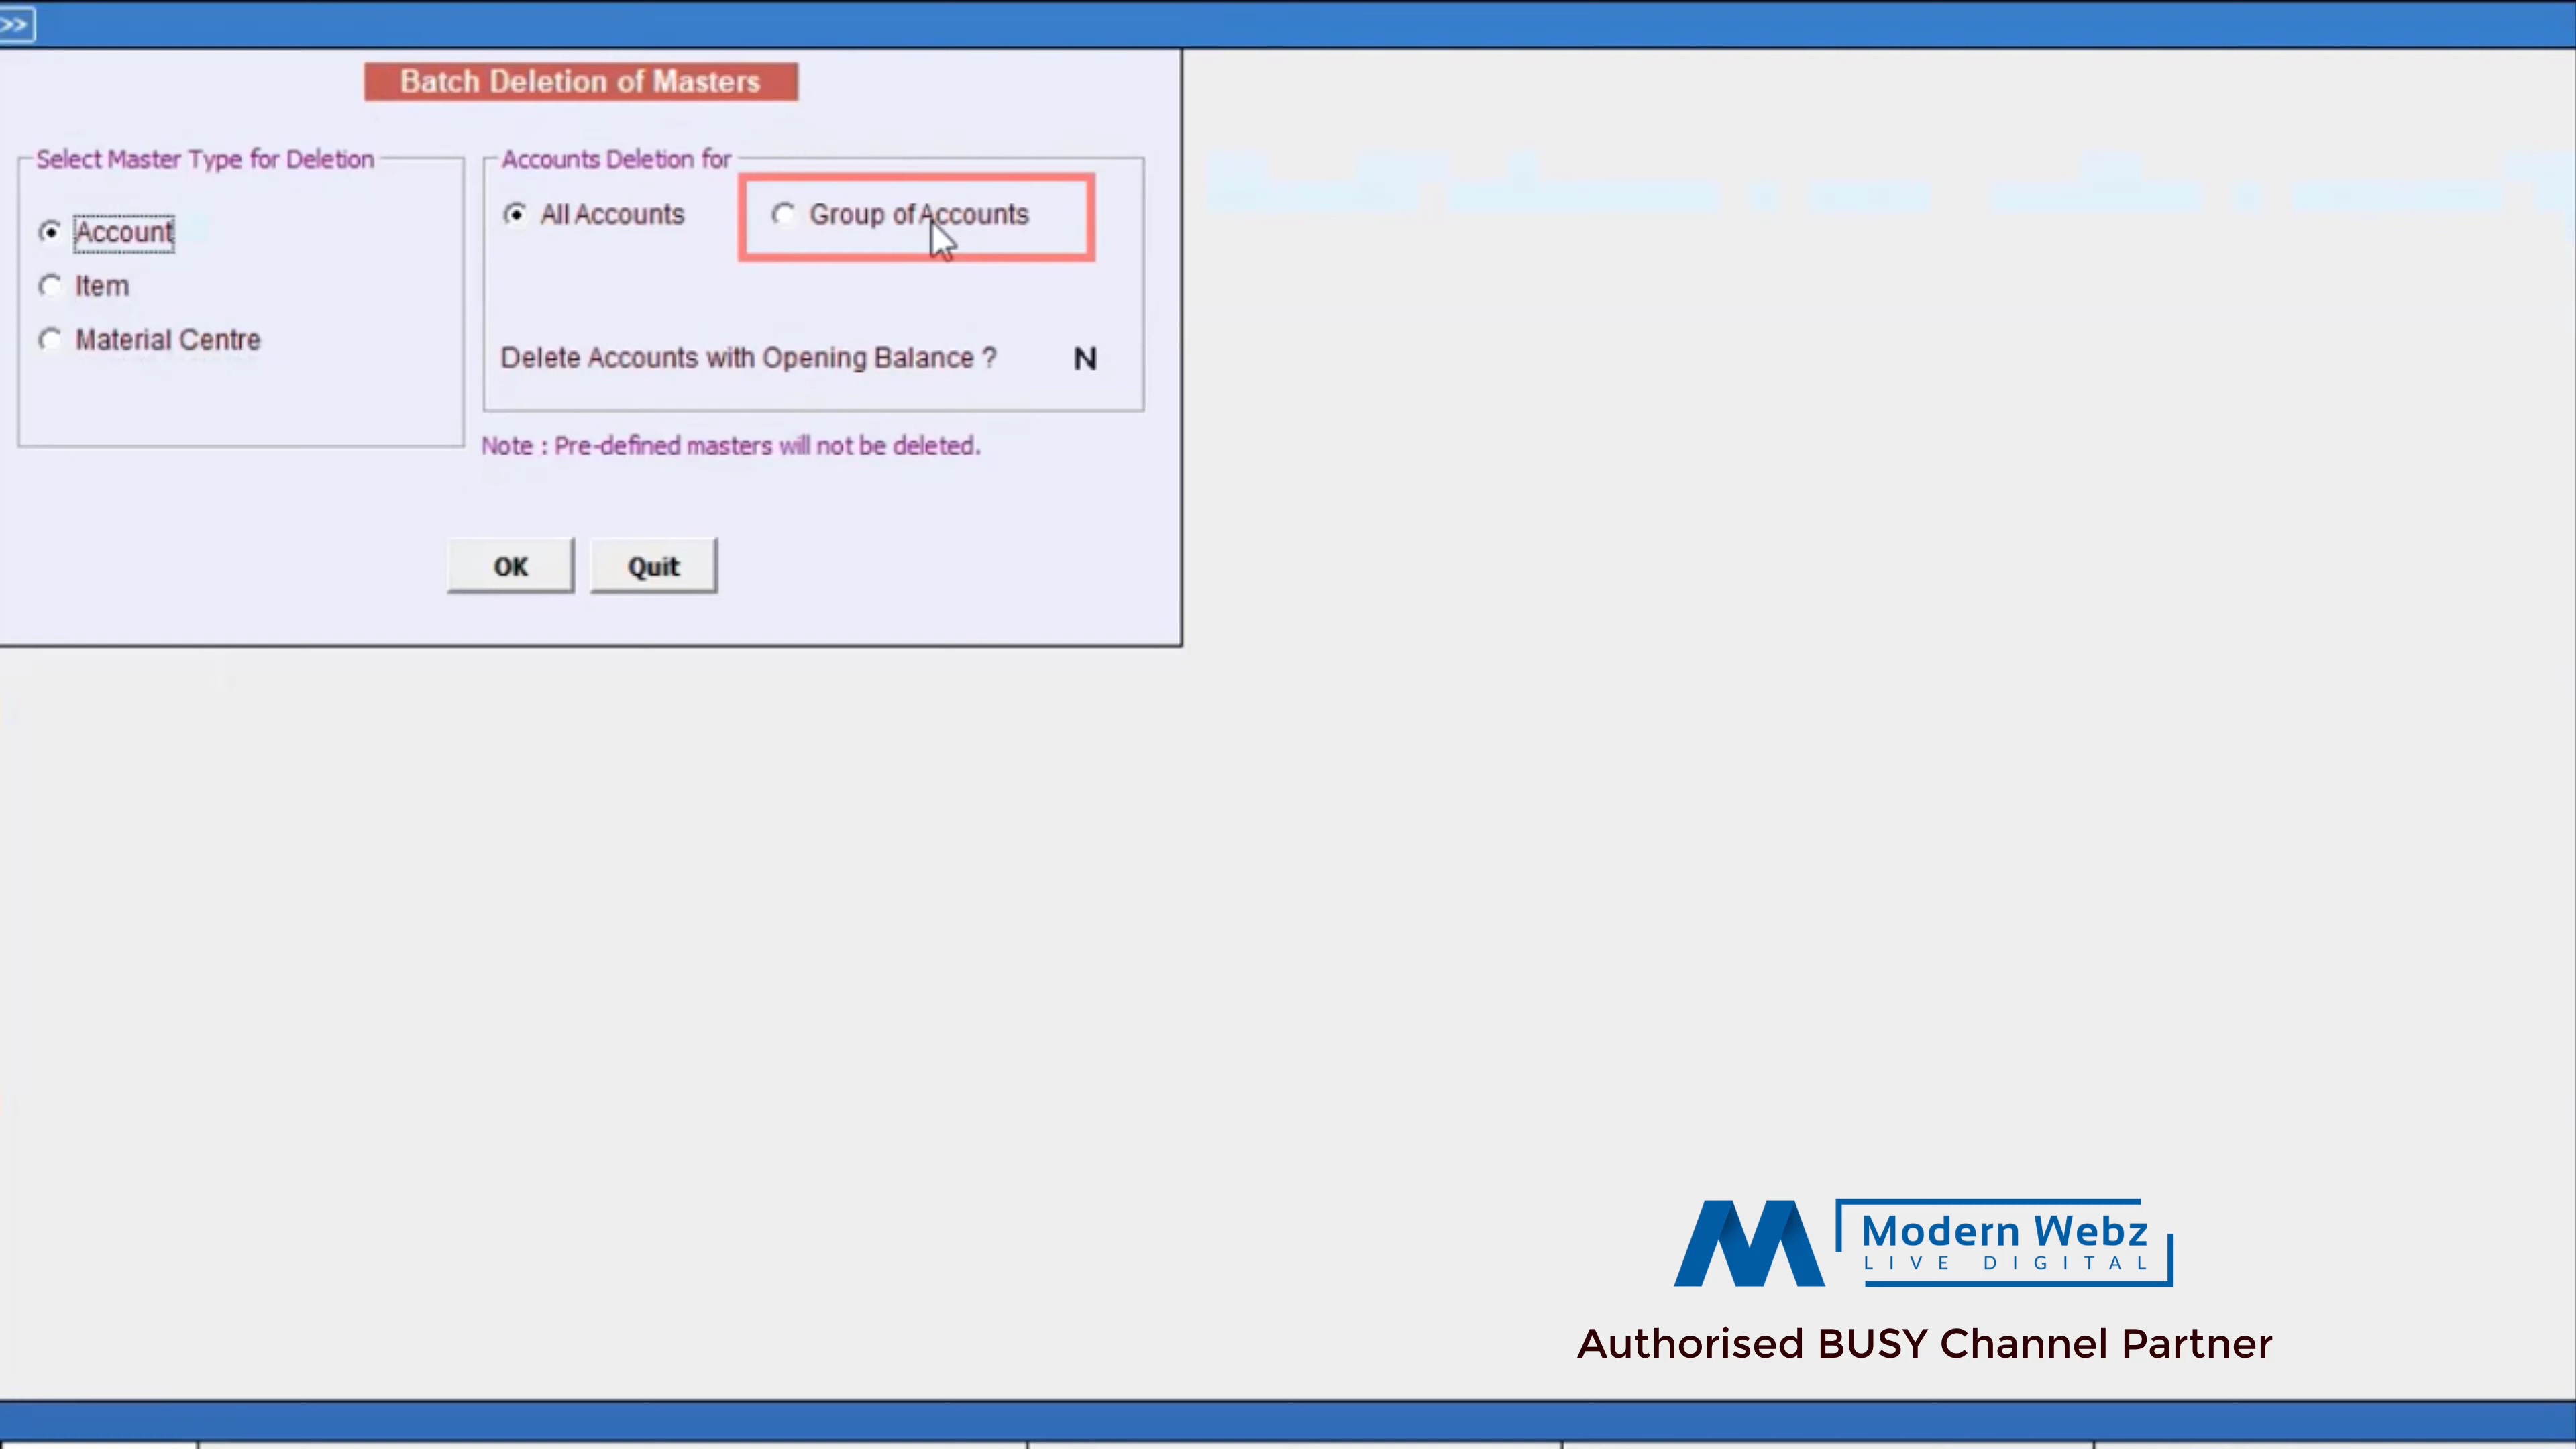 >>
Batch Deletion of Masters
Select Master Type for Deletion
Account
Item
Material Centre
Accounts Deletion for
All Accounts
Group of Accounts
Delete Accounts with Opening Balance ? N
Note : Pre-defined masters will not be deleted.
OK
Quit
Modern Webz
LIVE DIGITAL
Authorised BUSY Channel Partner